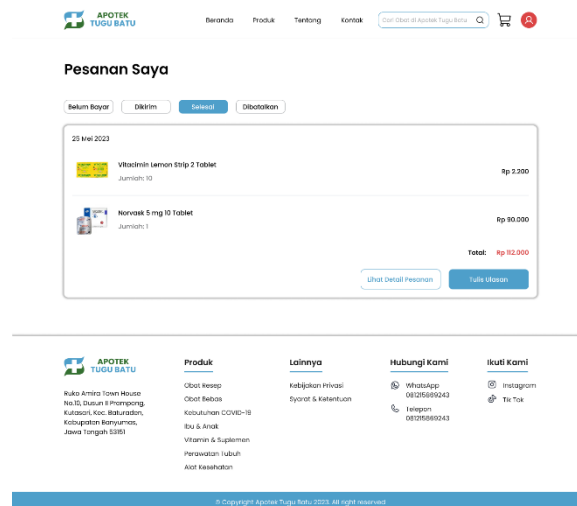 APOTEK
TUGU BATU
Beranda Produk Tentang Kontak Cari Obat di Apotek Tugu Batu
Pesanan Saya
Belum Bayar Dikirim Selesai Dibatalkan
25 Mei 2023
Vitacimin Lemon Strip 2 Tablet
Jumlah: 10
Rp 2.200
Norvask 5 mg 10 Tablet
Jumlah: 1
Rp 90.000
Total: Rp 112.000
Lihat Detail Pesanan Tulis Ulasan
APOTEK
TUGU BATU
Ruko Amira Town House
No.10, Dusun II Prompong,
Kutasari, Kec. Baturaden,
Kabupaten Banyumas,
Jawa Tengah 53151
Produk
Obat Resep
Obat Bebas
Kebutuhan COVID-19
Ibu & Anak
Vitamin & Suplemen
Perawatan Tubuh
Alat Kesehatan
Lainnya
Kebijakan Privasi
Syarat & Ketentuan
Hubungi Kami
WhatsApp
081215869243
Telepon
081215869243
Ikuti Kami
Instagram
Tik Tok
© Copyright Apotek Tugu Batu 2023. All right reserved